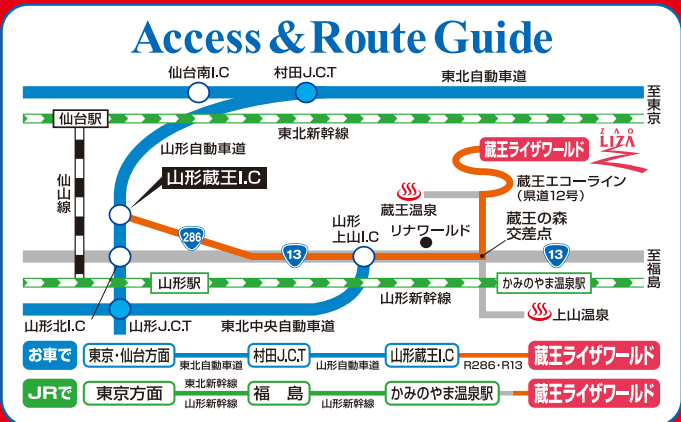 Access & Route Guide
仙台南I.C
村田J.C.T
東北自動車道
至東京
仙台駅
東北新幹線
山形自動車道
仙山線
山形蔵王I.C
蔵王ライザワールド
ZAO
LIZA
蔵王エコーライン
(県道12号)
蔵王温泉
286
山形
上山I.C
リナワールド
蔵王の森
交差点
13
13
至福島
山形駅
かみのやま温泉駅
山形新幹線
上山温泉
山形北I.C
山形J.C.T
東北中央自動車道
お車で
東京・仙台方面
東北自動車道
村田J.C.T
山形自動車道
山形蔵王I.C
R286・R13
蔵王ライザワールド
JRで
東京方面
東北新幹線
山形新幹線
福島
山形新幹線
かみのやま温泉駅
蔵王ライザワールド